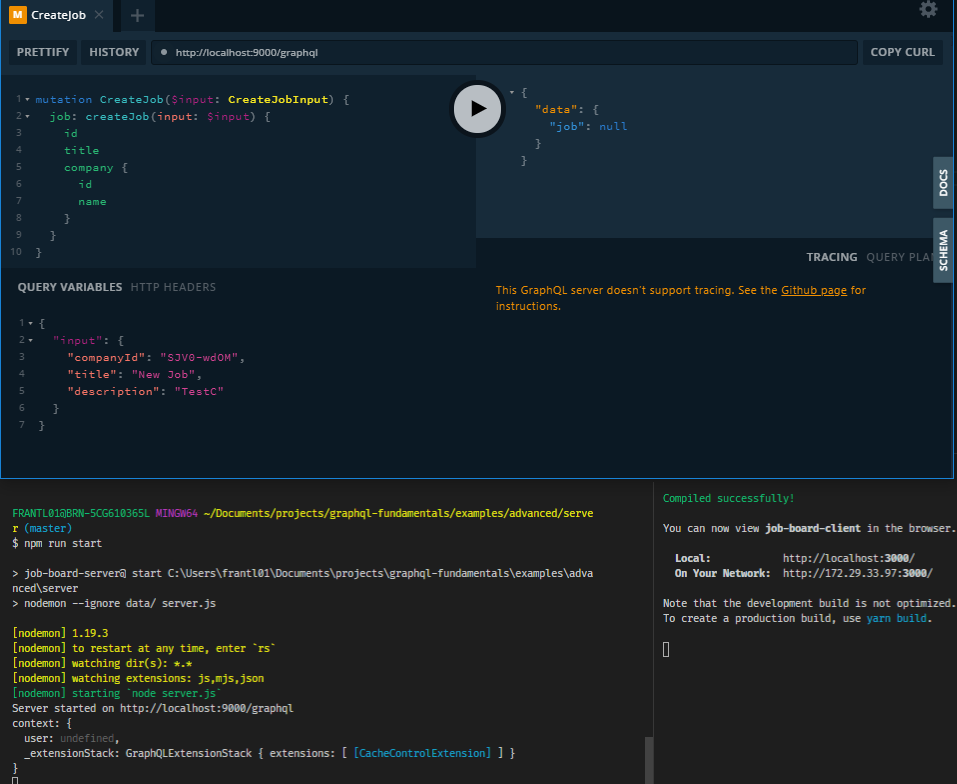 M CreateJob × +
PRETTIFY HISTORY http://localhost:9000/graphql COPY CURL
1 mutation CreateJob($input: CreateJobInput) {
2 job: createJob(input: $input) {
3 id
4 title
5 company {
6 id
7 name
8 }
9 }
10 }
{
"data": {
"job": null
}
}
DOCS
SCHEMA
TRACING QUERY PLAN
This GraphQL server doesn't support tracing. See the Github page for
instructions.
QUERY VARIABLES HTTP HEADERS
1 {
2 "input": {
3 "companyId": "SJV0-wdOM",
4 "title": "New Job",
5 "description": "TestC"
6 }
7 }
FRANTL01@BRN-5CG610365L MINGW64 ~/Documents/projects/graphql-fundamentals/examples/advanced/serve
r (master)
$ npm run start
> job-board-server@ start C:\Users\frantl01\Documents\projects\graphql-fundamentals\examples\adva
nced\server
> nodemon --ignore data/ server.js
[nodemon] 1.19.3
[nodemon] to restart at any time, enter `rs`
[nodemon] watching dir(s): *.*
[nodemon] watching extensions: js,mjs,json
[nodemon] starting `node server.js`
Server started on http://localhost:9000/graphql
context: {
user: undefined,
_extensionStack: GraphQLExtensionStack { extensions: [ [CacheControlExtension] ] }
}
Compiled successfully!
You can now view job-board-client in the browser.
Local: http://localhost:3000/
On Your Network: http://172.29.33.97:3000/
Note that the development build is not optimized.
To create a production build, use yarn build.